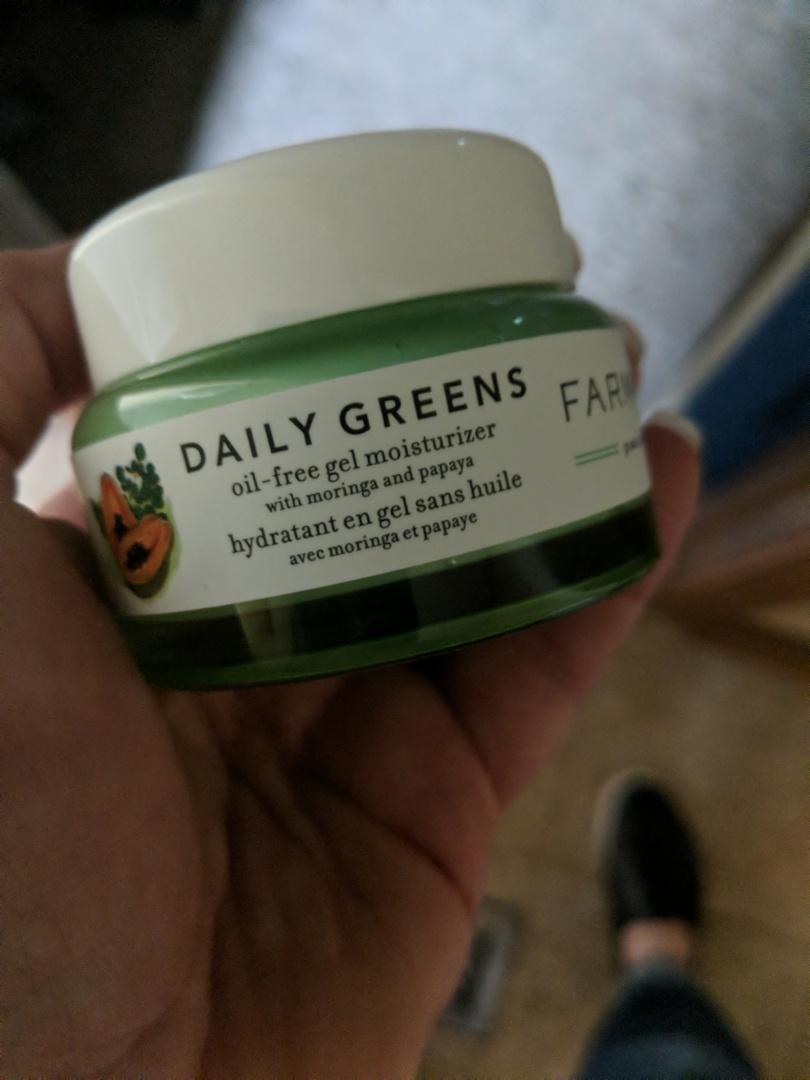 DAILY GREENS
oil-free gel moisturizer
with moringa and papaya
hydratant en gel sans huile
avec moringa et papaye
FARM